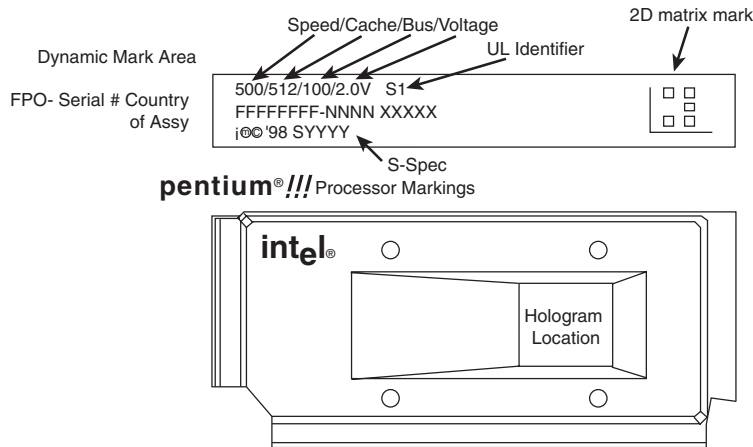 2D matrix mark
Speed/Cache/Bus/Voltage
UL Identifier
Dynamic Mark Area
500/512/100/2.0V S1
FPO- Serial # Country
of Assy
FFFFFFFF-NNNN XXXXX
i ⓜ© '98 SYYYY
S-Spec
pentium® /// Processor Markings
intel®
Hologram
Location